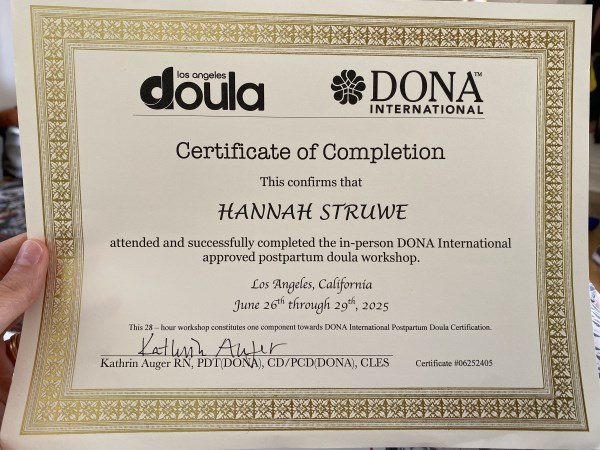 los angeles
doula
DONA™
INTERNATIONAL
Certificate of Completion
This confirms that
HANNAH STRUWE
attended and successfully completed the in-person DONA International
approved postpartum doula workshop.
Los Angeles, California
June 26th through 29th, 2025
This 28 – hour workshop constitutes one component towards DONA International Postpartum Doula Certification.
Kathrin Auger
Kathrin Auger RN, PDT(DONA), CD/PCD(DONA), CLES
Certificate #06252405